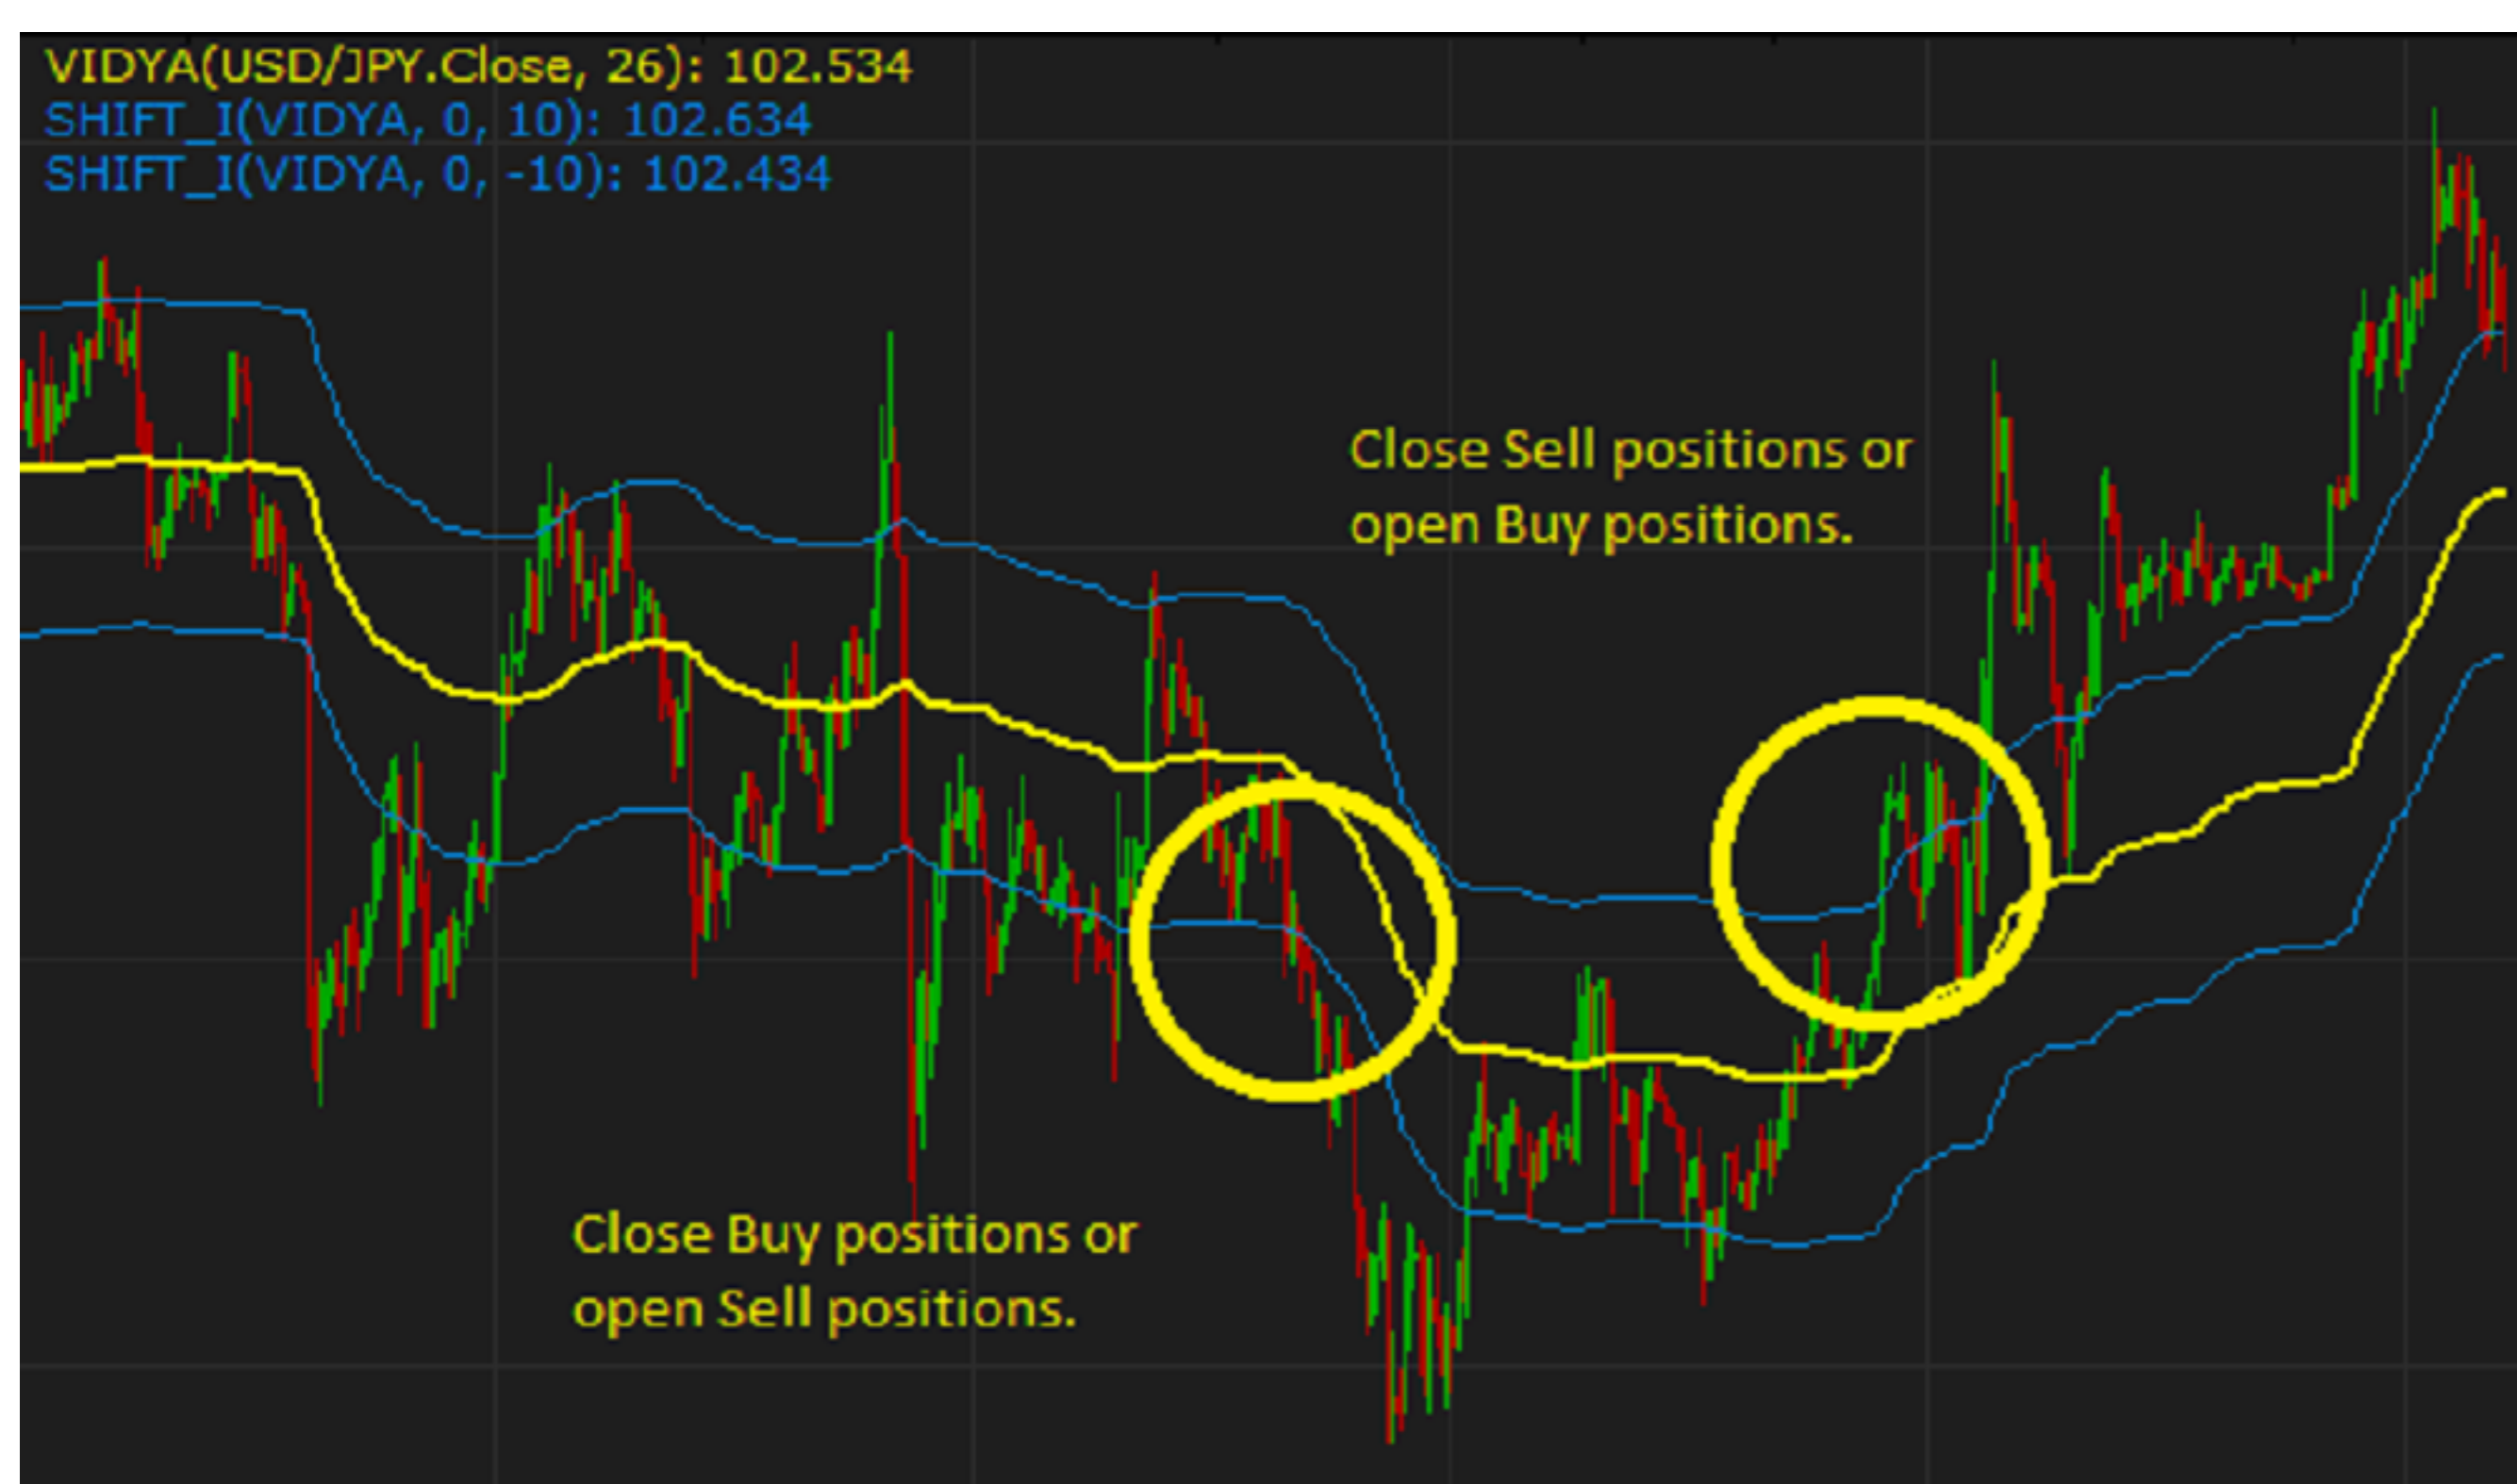 VIDYA(USD/JPY.Close, 26): 102.534
SHIFT_I(VIDYA, 0, 10): 102.634
SHIFT_I(VIDYA, 0, -10): 102.434
Close Sell positions or
open Buy positions.
Close Buy positions or
open Sell positions.